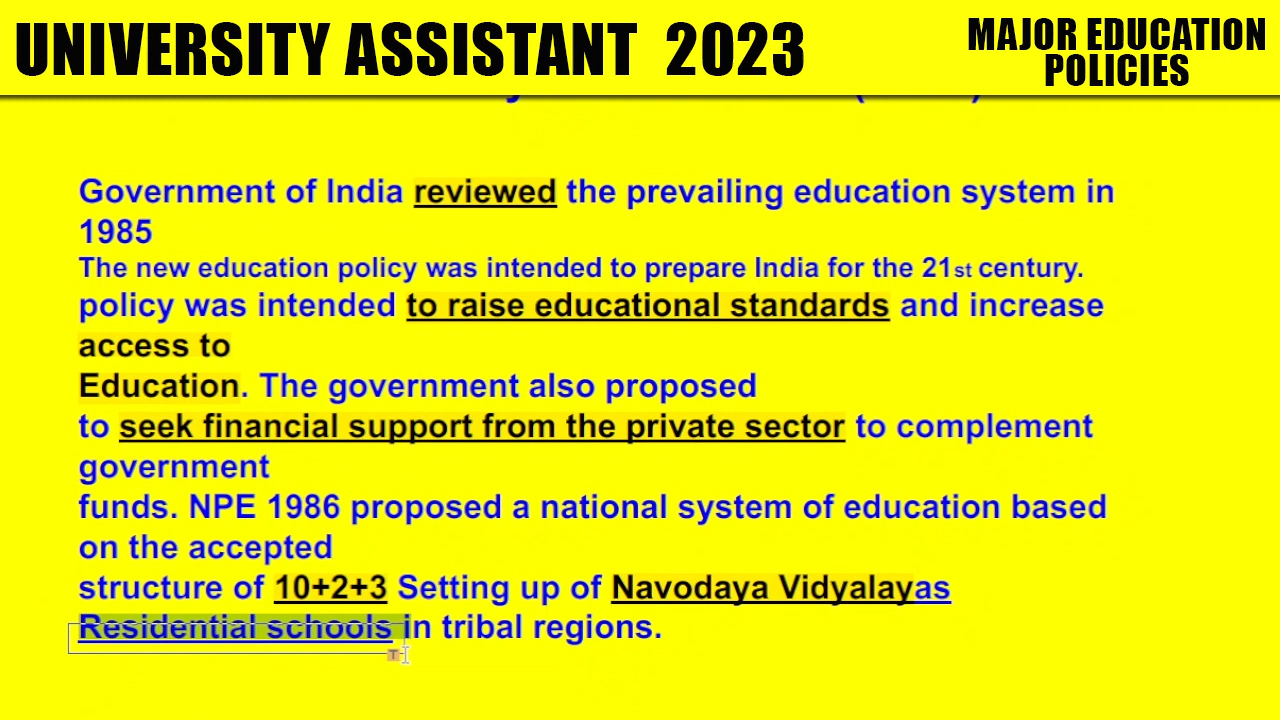 UNIVERSITY ASSISTANT 2023
MAJOR EDUCATION
POLICIES
Government of India reviewed the prevailing education system in
1985
The new education policy was intended to prepare India for the 21st century.
policy was intended to raise educational standards and increase
access to
Education. The government also proposed
to seek financial support from the private sector to complement
government
funds. NPE 1986 proposed a national system of education based
on the accepted
structure of 10+2+3 Setting up of Navodaya Vidyalayas
Residential schools in tribal regions.